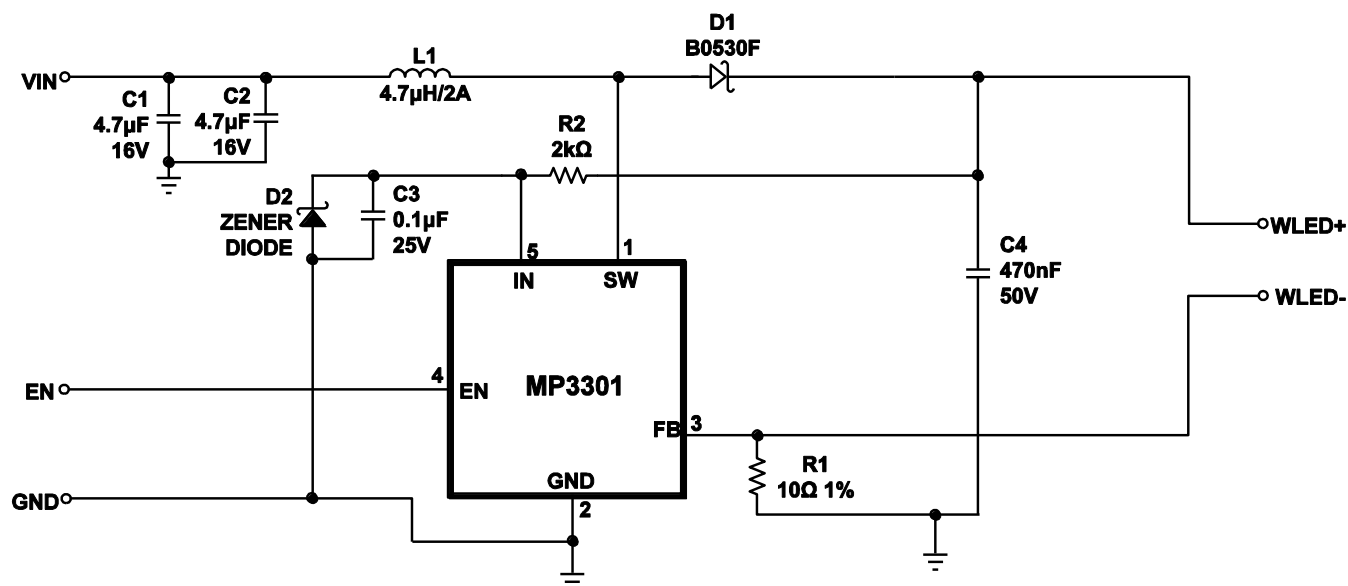 D1
B0530F
L1
4.7µH/2A
VIN
C1
4.7µF
16V
C2
4.7µF
16V
R2
2kΩ
D2
ZENER
DIODE
C3
0.1µF
25V
5
1
IN
SW
C4
470nF
50V
WLED+
WLED-
EN
4
EN
MP3301
FB
3
R1
10Ω 1%
GND
GND
2